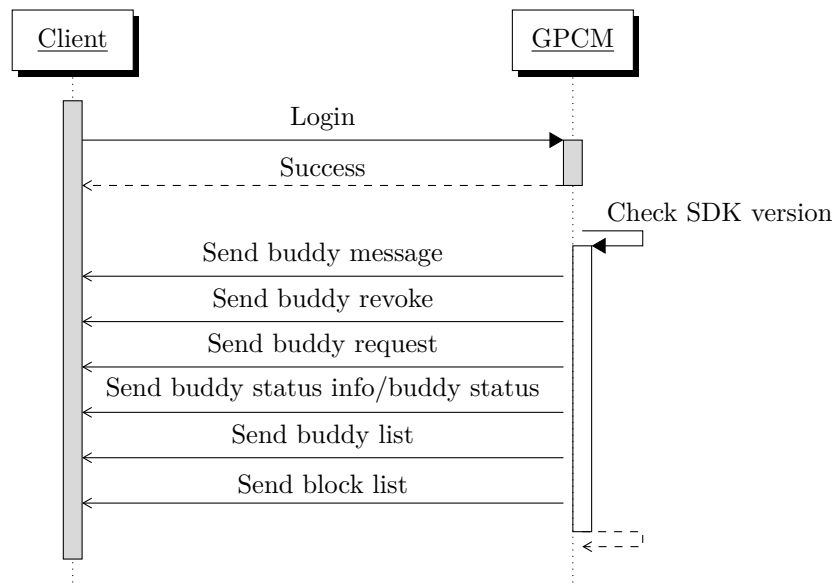 Client
GPCM
Login
Success
Check SDK version
Send buddy message
Send buddy revoke
Send buddy request
Send buddy status info/buddy status
Send buddy list
Send block list